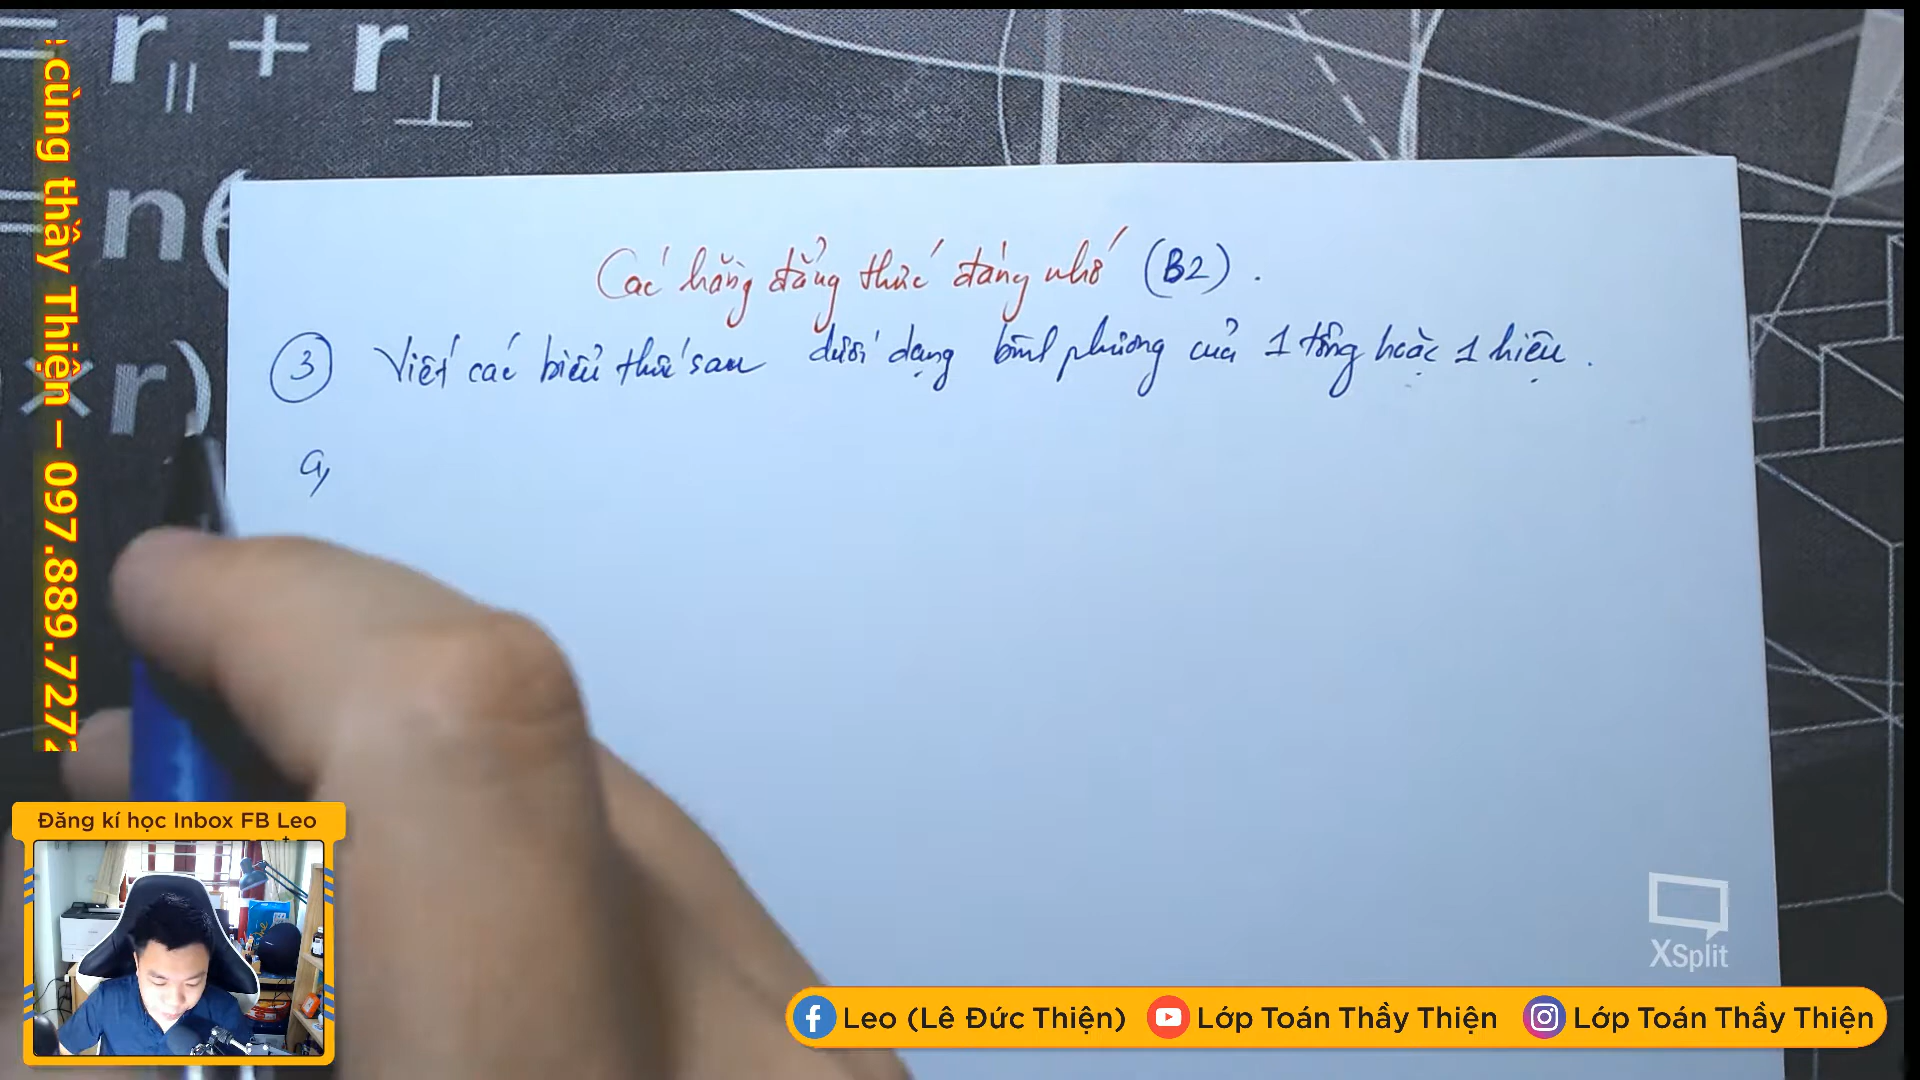 = r|| + r⊥
= n(
× r)
cùng thầy Thiện – 097.889.7272
Các hằng đẳng thức đáng nhớ (B2).
③ Viết các biểu thức sau dưới dạng bình phương của 1 tổng hoặc 1 hiệu.
a,
Đăng kí học Inbox FB Leo
XSplit
Leo (Lê Đức Thiện) Lớp Toán Thầy Thiện Lớp Toán Thầy Thiện